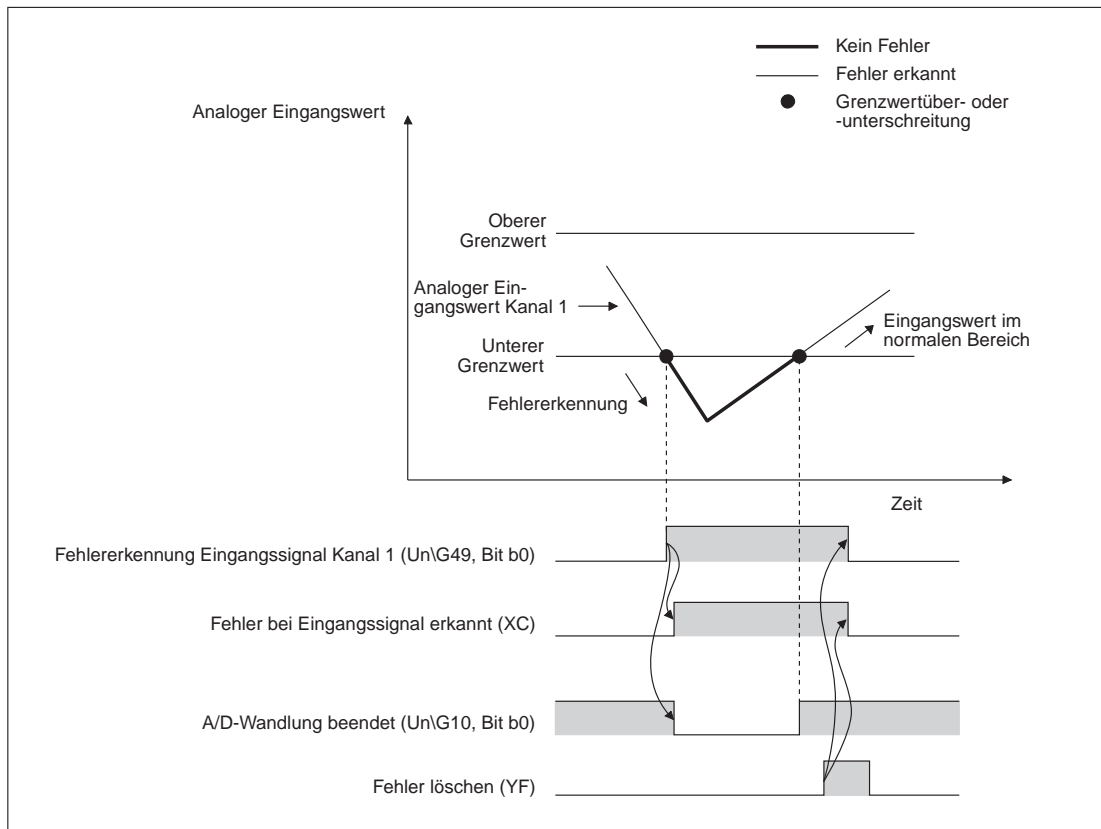 Kein Fehler
Fehler erkannt
Grenzwertüber- oder
-unterschreitung
Analoger Eingangswert
Oberer
Grenzwert
Analoger Ein-
gangswert Kanal 1
Eingangswert im
normalen Bereich
Unterer
Grenzwert
Fehlererkennung
Zeit
Fehlererkennung Eingangssignal Kanal 1 (Un\G49, Bit b0)
Fehler bei Eingangssignal erkannt (XC)
A/D-Wandlung beendet (Un\G10, Bit b0)
Fehler löschen (YF)